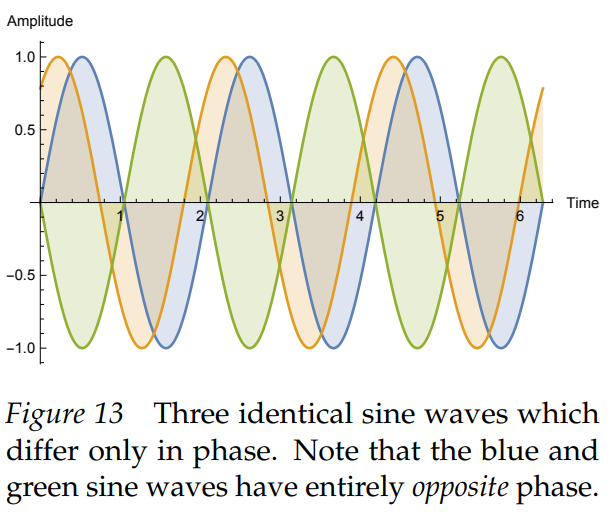 Amplitude
1.0
0.5
1 2 3 4 5 6 Time
−0.5
−1.0
Figure 13 Three identical sine waves which
differ only in phase. Note that the blue and
green sine waves have entirely opposite phase.